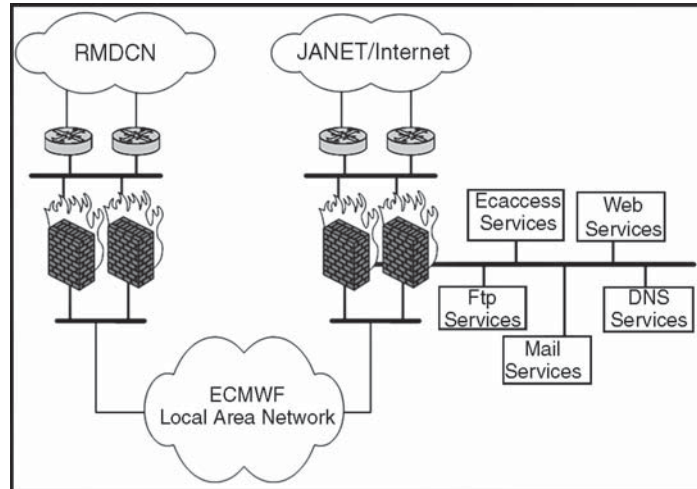 RMDCN
JANET/Internet
Ecaccess
Services
Web
Services
Ftp
Services
DNS
Services
Mail
Services
ECMWF
Local Area Network